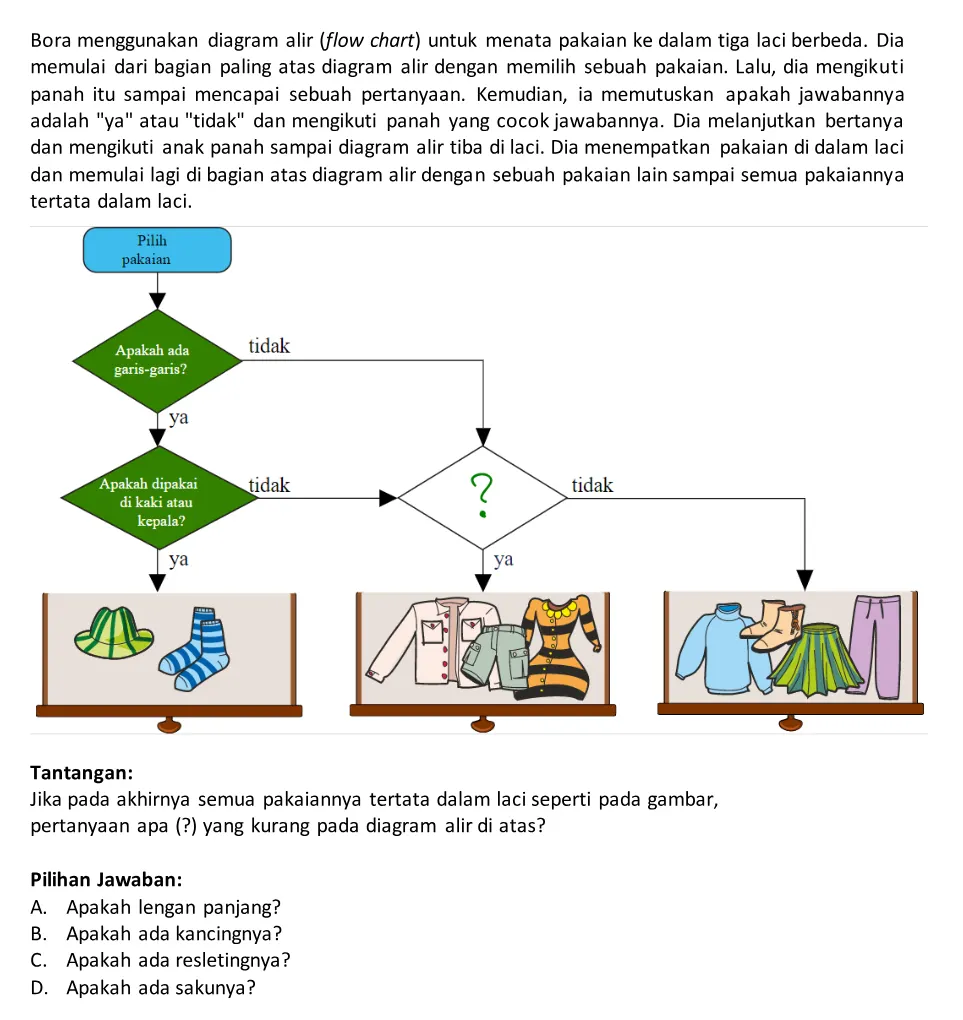 Bora menggunakan diagram alir (flow chart) untuk menata pakaian ke dalam tiga laci berbeda. Dia
memulai dari bagian paling atas diagram alir dengan memilih sebuah pakaian. Lalu, dia mengikuti
panah itu sampai mencapai sebuah pertanyaan. Kemudian, ia memutuskan apakah jawabannya
adalah "ya" atau "tidak" dan mengikuti panah yang cocok jawabannya. Dia melanjutkan bertanya
dan mengikuti anak panah sampai diagram alir tiba di laci. Dia menempatkan pakaian di dalam laci
dan memulai lagi di bagian atas diagram alir dengan sebuah pakaian lain sampai semua pakaiannya
tertata dalam laci.
Pilih
pakaian
Apakah ada
garis-garis?
tidak
ya
Apakah dipakai
di kaki atau
kepala?
tidak
?
tidak
ya
ya
Tantangan:
Jika pada akhirnya semua pakaiannya tertata dalam laci seperti pada gambar,
pertanyaan apa (?) yang kurang pada diagram alir di atas?
Pilihan Jawaban:
A. Apakah lengan panjang?
B. Apakah ada kancingnya?
C. Apakah ada resletingnya?
D. Apakah ada sakunya?